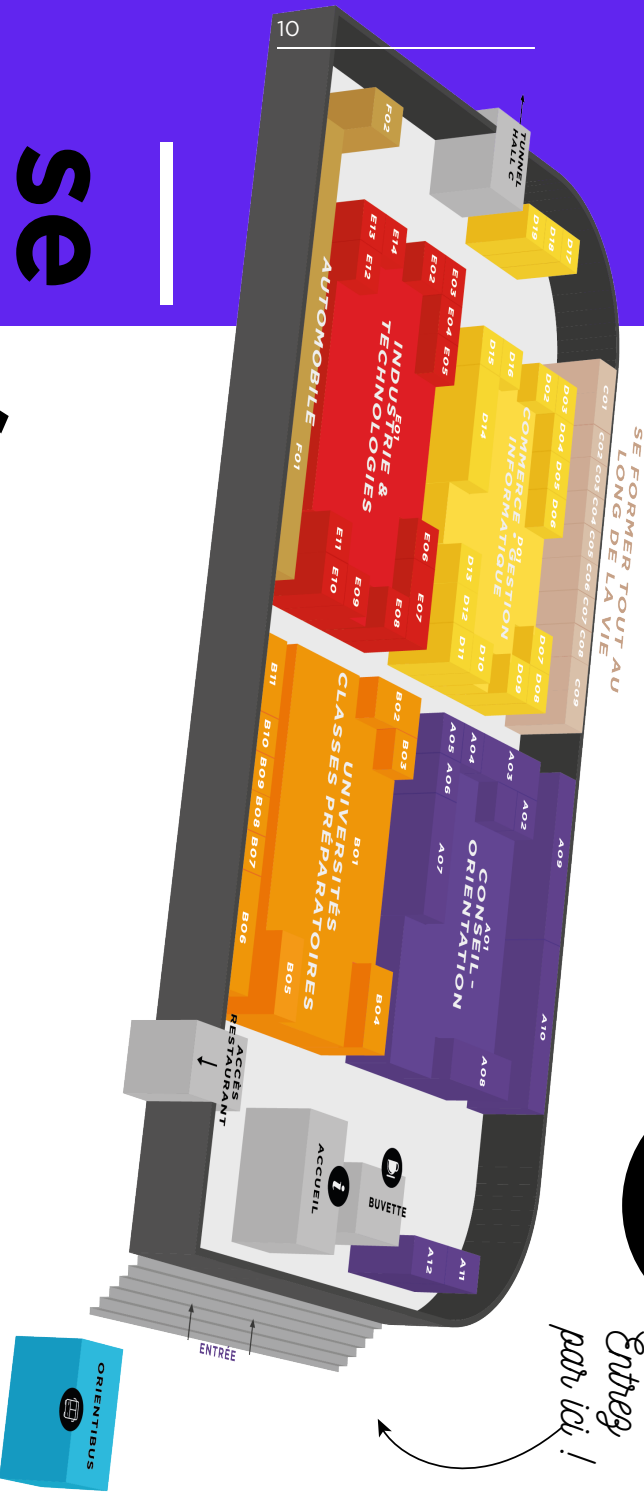 10
se
TUNNEL
HALL C
F02
AUTOMOBILE
F01
E13
E14
E12
E02
E03
E04
E05
E01
INDUSTRIE &
TECHNOLOGIES
E11
E10
E09
E08
E07
E06
D19
D18
D17
D15
D16
D14
D02
D03
D04
D05
D06
D01
COMMERCE - GESTION
INFORMATIQUE
D13
D12
D11
D10
D09
D08
D07
C01
C02
C03
C04
C05
C06
C07
C08
C09
SE FORMER TOUT AU
LONG DE LA VIE
B11
B10
B09
B08
B07
B06
B05
B04
B02
B03
B01
UNIVERSITÉS
CLASSES PRÉPARATOIRES
A05
A04
A03
A06
A02
A07
A09
A10
A08
A01
CONSEIL -
ORIENTATION
ACCÈS
RESTAURANT
ACCUEIL
i
BUVETTE
A12
A11
ENTRÉE
ORIENTIBUS
Entrez
par ici !